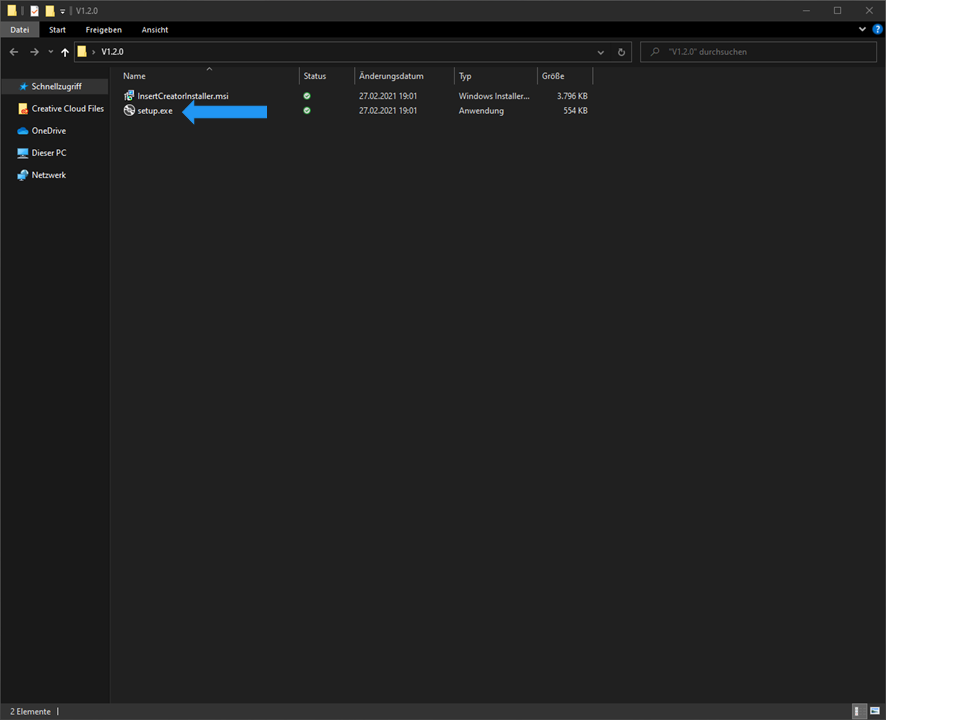 V1.2.0
Datei Start Freigeben Ansicht
V1.2.0 "V1.2.0" durchsuchen
Name Status Änderungsdatum Typ Größe
InsertCreatorInstaller.msi 27.02.2021 19:01 Windows Installer... 3.796 KB
setup.exe 27.02.2021 19:01 Anwendung 554 KB
Schnellzugriff
Creative Cloud Files
OneDrive
Dieser PC
Netzwerk
2 Elemente